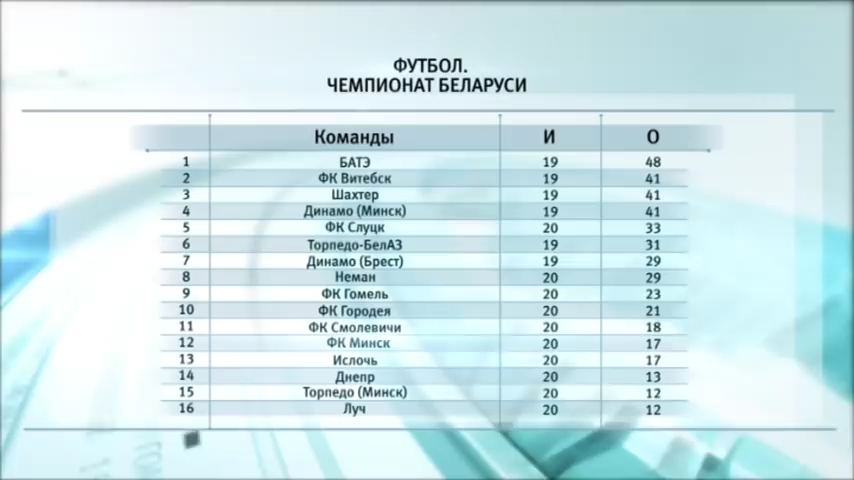 ФУТБОЛ.
ЧЕМПИОНАТ БЕЛАРУСИ
Команды И О
1 БАТЭ 19 48
2 ФК Витебск 19 41
3 Шахтер 19 41
4 Динамо (Минск) 19 41
5 ФК Слуцк 20 33
6 Торпедо-БелАЗ 19 31
7 Динамо (Брест) 19 29
8 Неман 20 29
9 ФК Гомель 20 23
10 ФК Городея 20 21
11 ФК Смолевичи 20 18
12 ФК Минск 20 17
13 Ислочь 20 17
14 Днепр 20 13
15 Торпедо (Минск) 20 12
16 Луч 20 12